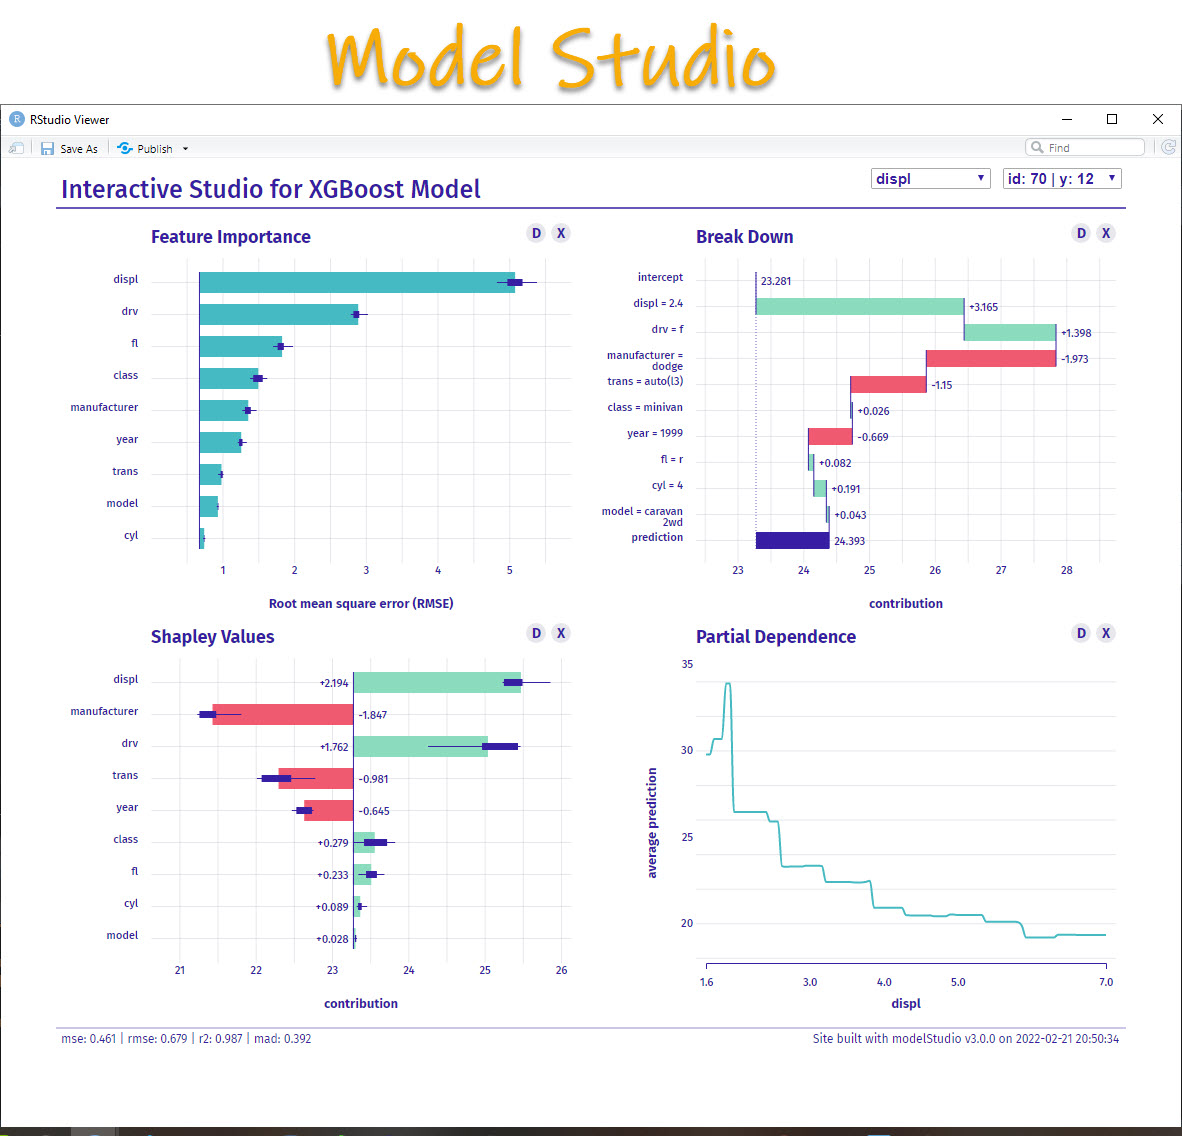 Model Studio
R RStudio Viewer
Save As Publish Find
Interactive Studio for XGBoost Model displ id: 70 | y: 12
Feature Importance D X
displ
drv
fl
class
manufacturer
year
trans
model
cyl
1 2 3 4 5
Root mean square error (RMSE)
Break Down D X
intercept 23.281
displ = 2.4 +3.165
drv = f +1.398
manufacturer = -1.973
dodge
trans = auto(l3) -1.15
class = minivan +0.026
year = 1999 -0.669
fl = r +0.082
cyl = 4 +0.191
model = caravan +0.043
2wd
prediction 24.393
23 24 25 26 27 28
contribution
Shapley Values D X
displ +2.194
manufacturer -1.847
drv +1.762
trans -0.981
year -0.645
class +0.279
fl +0.233
cyl +0.089
model +0.028
21 22 23 24 25 26
contribution
Partial Dependence D X
35
30
25
20
average prediction
1.6 3.0 4.0 5.0 7.0
displ
mse: 0.461 | rmse: 0.679 | r2: 0.987 | mad: 0.392
Site built with modelStudio v3.0.0 on 2022-02-21 20:50:34